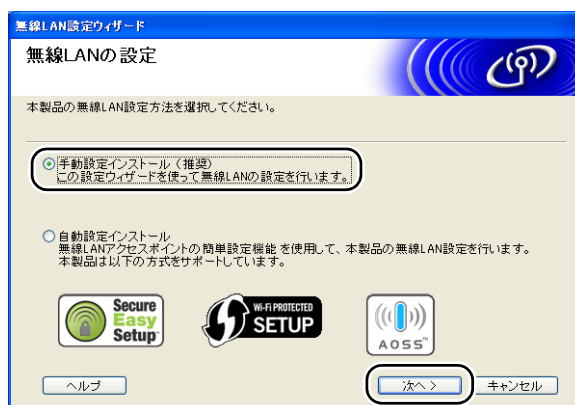 無線LAN設定ウィザード
無線LANの設定
本製品の無線LAN設定方法を選択してください。
手動設定インストール（推奨）
この設定ウィザードを使って無線LANの設定を行います。
自動設定インストール
無線LANアクセスポイントの簡単設定機能を使用して、本製品の無線LAN設定を行います。
本製品は以下の方式をサポートしています。
Secure
Easy
Setup
Wi-Fi PROTECTED
SETUP
AOSS™
ヘルプ
次へ >
キャンセル